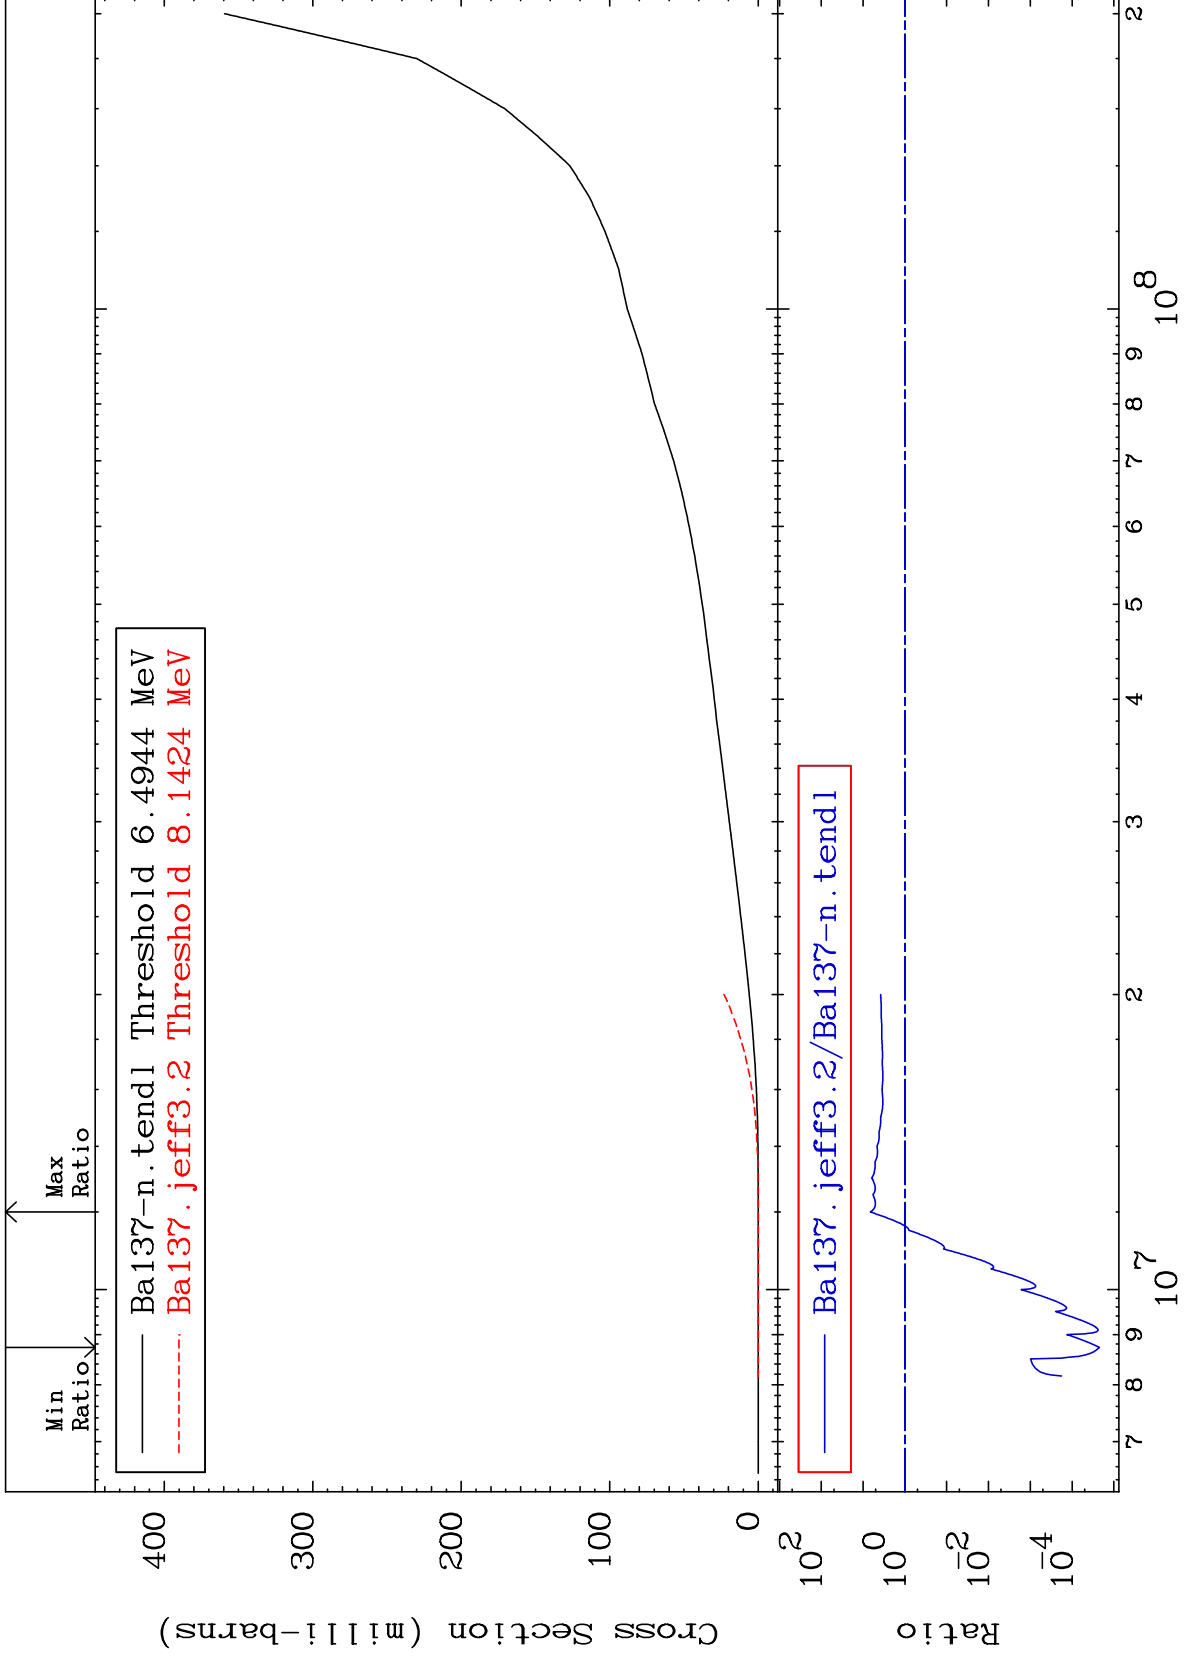 Min
Ratio
Max
Ratio
Ba137-n.tendl Threshold 6.4944 MeV
Ba137.jeff3.2 Threshold 8.1424 MeV
400
300
200
100
0
Cross Section (milli-barns)
Ba137.jeff3.2/Ba137-n.tendl
10 2
10 0
10 -2
10 -4
Ratio
7
8
9
10 7
2
3
4
5
6
7
8
9
10 8
2